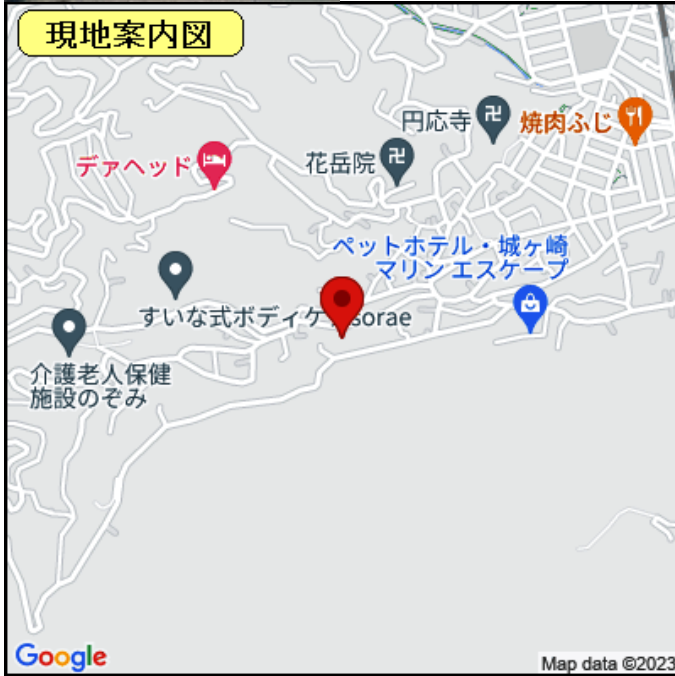 現地案内図
円応寺
焼肉ふじ
花岳院
デァヘッド
ペットホテル・城ヶ崎
マリンエスケープ
すいな式ボディケ
sorae
介護老人保健
施設のぞみ
Google
Map data ©2023